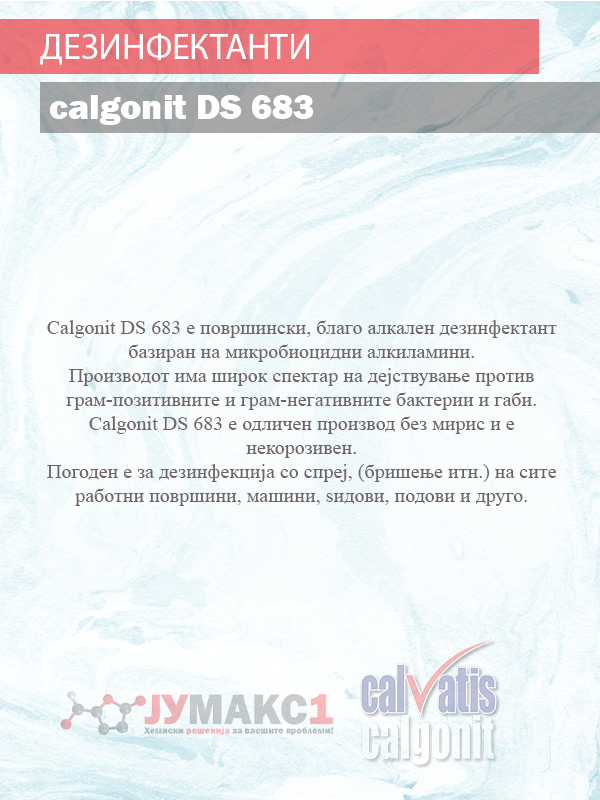 ДЕЗИНФЕКТАНТИ
calgonit DS 683
Calgonit DS 683 е површински, благо алкален дезинфектант
базиран на микробиоцидни алкиламини.
Производот има широк спектар на дејствување против
грам-позитивните и грам-негативните бактерии и габи.
Calgonit DS 683 е одличен производ без мирис и е
некорозивен.
Погоден е за дезинфекција со спреј, (бришење итн.) на сите
работни површини, машини, ѕидови, подови и друго.
ЈУМАКС1
Хемиски решенија за васшите проблеми!
calvatis
calgonit